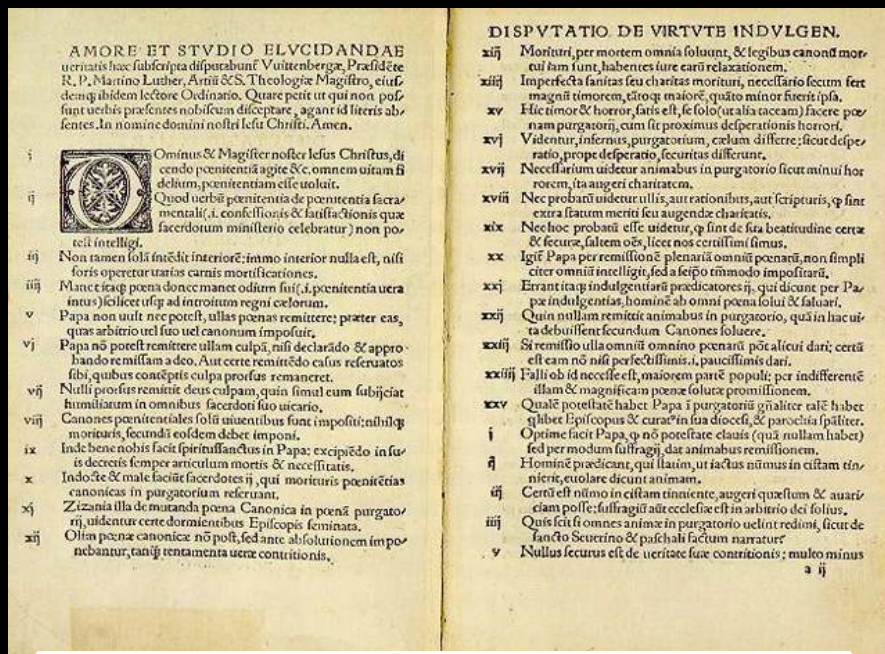 AMORE ET STVDIO ELVCIDANDAE
ueritatis hæc subscripta disputabunt Vuittenbergæ, Præsidēte
R. P. Martino Luther, Artiū & S. Theologiæ Magistro, eius/
demq; ibidem lectore Ordinario. Quare petit ut qui non pos/
sunt uerbis præsentes nobiscum disceptare, agant id literis ab/
sentes. In nomine domini nostri Iesu Christi. Amen.
i DOminus & Magister noster Iesus Christus, di
cendo pœnitentiā agite &c. omnem uitam fi
delium, pœnitentiam esse uoluit.
ij Quod uerbū pœnitentia de pœnitentia sacra/
mentali (.i. confessionis & satisfactionis quæ
sacerdotum ministerio celebratur) non po/
test intelligi.
iij Non tamen solā intēdit interiorē: immo interior nulla est, nisi
foris operetur uarias carnis mortificationes.
iiij Manet itaq; pœna donec manet odium sui (.i. pœnitentia uera
intus) scilicet usq; ad introitum regni cælorum.
v Papa non uult nec potest, ullas pœnas remittere: præter eas,
quas arbitrio uel suo uel canonum imposuit.
vj Papa nō potest remittere ullam culpā, nisi declarādo & appro/
bando remissam a deo. Aut certe remittēdo casus reseruatos
sibi, quibus contēptis culpa prorsus remaneret.
vij Nulli prorsus remittit deus culpam, quin simul eum subijciat
humiliatum in omnibus sacerdoti suo uicario.
viij Canones pœnitentiales solū uiuentibus sunt impositi: nihilq;
morituris, secundū eosdem debet imponi.
ix Inde bene nobis facit spiritussanctus in Papa: excipiēdo in su/
is decretis semper articulum mortis & necessitatis.
x Indocte & male faciūt sacerdotes ij, qui morituris pœnitētias
canonicas in purgatorium reseruant.
xj Zizania illa de mutanda pœna Canonica in pœnā purgato/
rij, uidentur certe dormientibus Episcopis seminata.
xij Olim pœnæ canonicæ nō post, sed ante absolutionem impo/
nebantur, tanq̄ tentamenta ueræ contritionis.
DISPVTATIO DE VIRTVTE INDVLGEN.
xiij Morituri, per mortem omnia soluunt, & legibus canonū mor/
tui iam sunt, habentes iure earū relaxationem.
xiiij Imperfecta sanitas seu charitas morituri, necessario secum fert
magnū timorem, tātoq; maiorē, quāto minor fuerit ipsa.
xv Hic timor & horror, satis est, se solo (ut alia taceam) facere pœ/
nam purgatorij, cum sit proximus desperationis horrori.
xvj Videntur, infernus, purgatorium, cælum differre: sicut despe/
ratio, prope desperatio, securitas differunt.
xvij Necessarium uidetur animabus in purgatorio sicut minui hor
rorem, ita augeri charitatem.
xviij Nec probatū uidetur ullis, aut rationibus, aut scripturis, q̄ sint
extra statum meriti seu augendæ charitatis.
xix Nec hoc probatū esse uidetur, q̄ sint de sua beatitudine certæ
& securæ, saltem oēs, licet nos certissimi simus.
xx Igit̄ Papa per remissionē plenariā omniū pœnarū, non simpli
citer omniū intelligit, sed a seipo tm̄modo impositarū.
xxj Errant itaq; indulgentiarū prædicatores ij, qui dicunt per Pa/
pæ indulgentias, hominē ab omni pœna solui & saluari.
xxij Quin nullam remittit animabus in purgatorio, quā in hac ui/
ta debuissent secundum Canones soluere.
xxiij Si remissio ulla omniū omnino pœnarū pōt alicui dari: certū
est eam nō nisi perfectissimis .i. paucissimis dari.
xxiiij Falli ob id necesse est, maiorem partē populi: per indifferentē
illam & magnificam pœnæ solutæ promissionem.
xxv Qualē potestatē habet Papa ī purgatoriū gn̄aliter talē habet
q̄libet Episcopus & curat' in sua diocesi, & parochia spāliter.
i Optime facit Papa, q̄ nō potestate clauis (quā nullam habet)
sed per modum suffragij, dat animabus remissionem.
ij Hominē prædicant, qui statim, ut iactus nūmus in cistam tin/
nierit, euolare dicunt animam.
iij Certū est nūmo in cistam tinniente, augeri quæstum & auari/
ciam posse: suffragiū aūt ecclesiæ est in arbitrio dei solius.
iiij Quis scit si omnes animæ in purgatorio uelint redimi, sicut de
sancto Seuerino & paschali factum narratur?
v Nullus securus est de ueritate suæ contritionis: multo minus
a ij